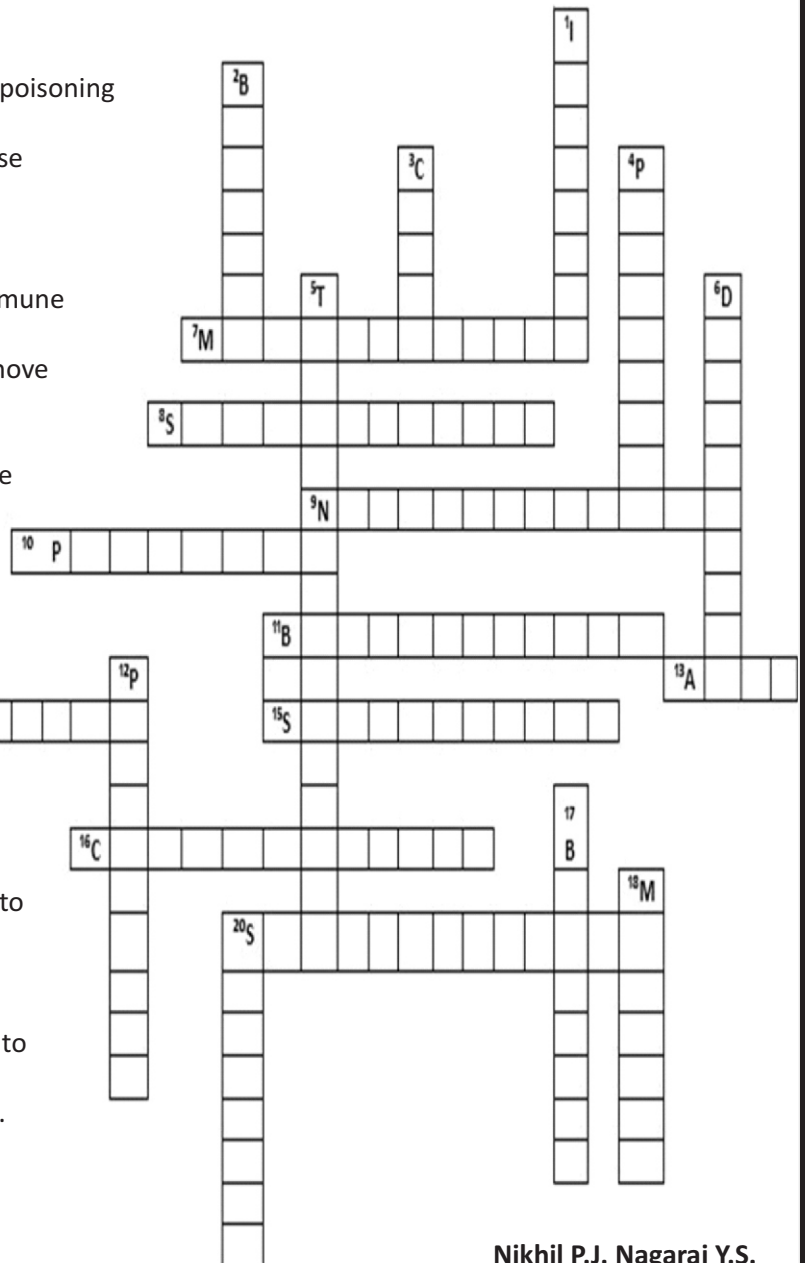 1 I
2 B
poisoning
se
3 C
4 P
5 T
6 D
mune
7 M
nove
8 S
e
9 N
10 P
11 B
12 P
13 A
15 S
17 B
16 C
18 M
to
20 S
to
.
Nikhil P.J. Nagaraj Y.S.